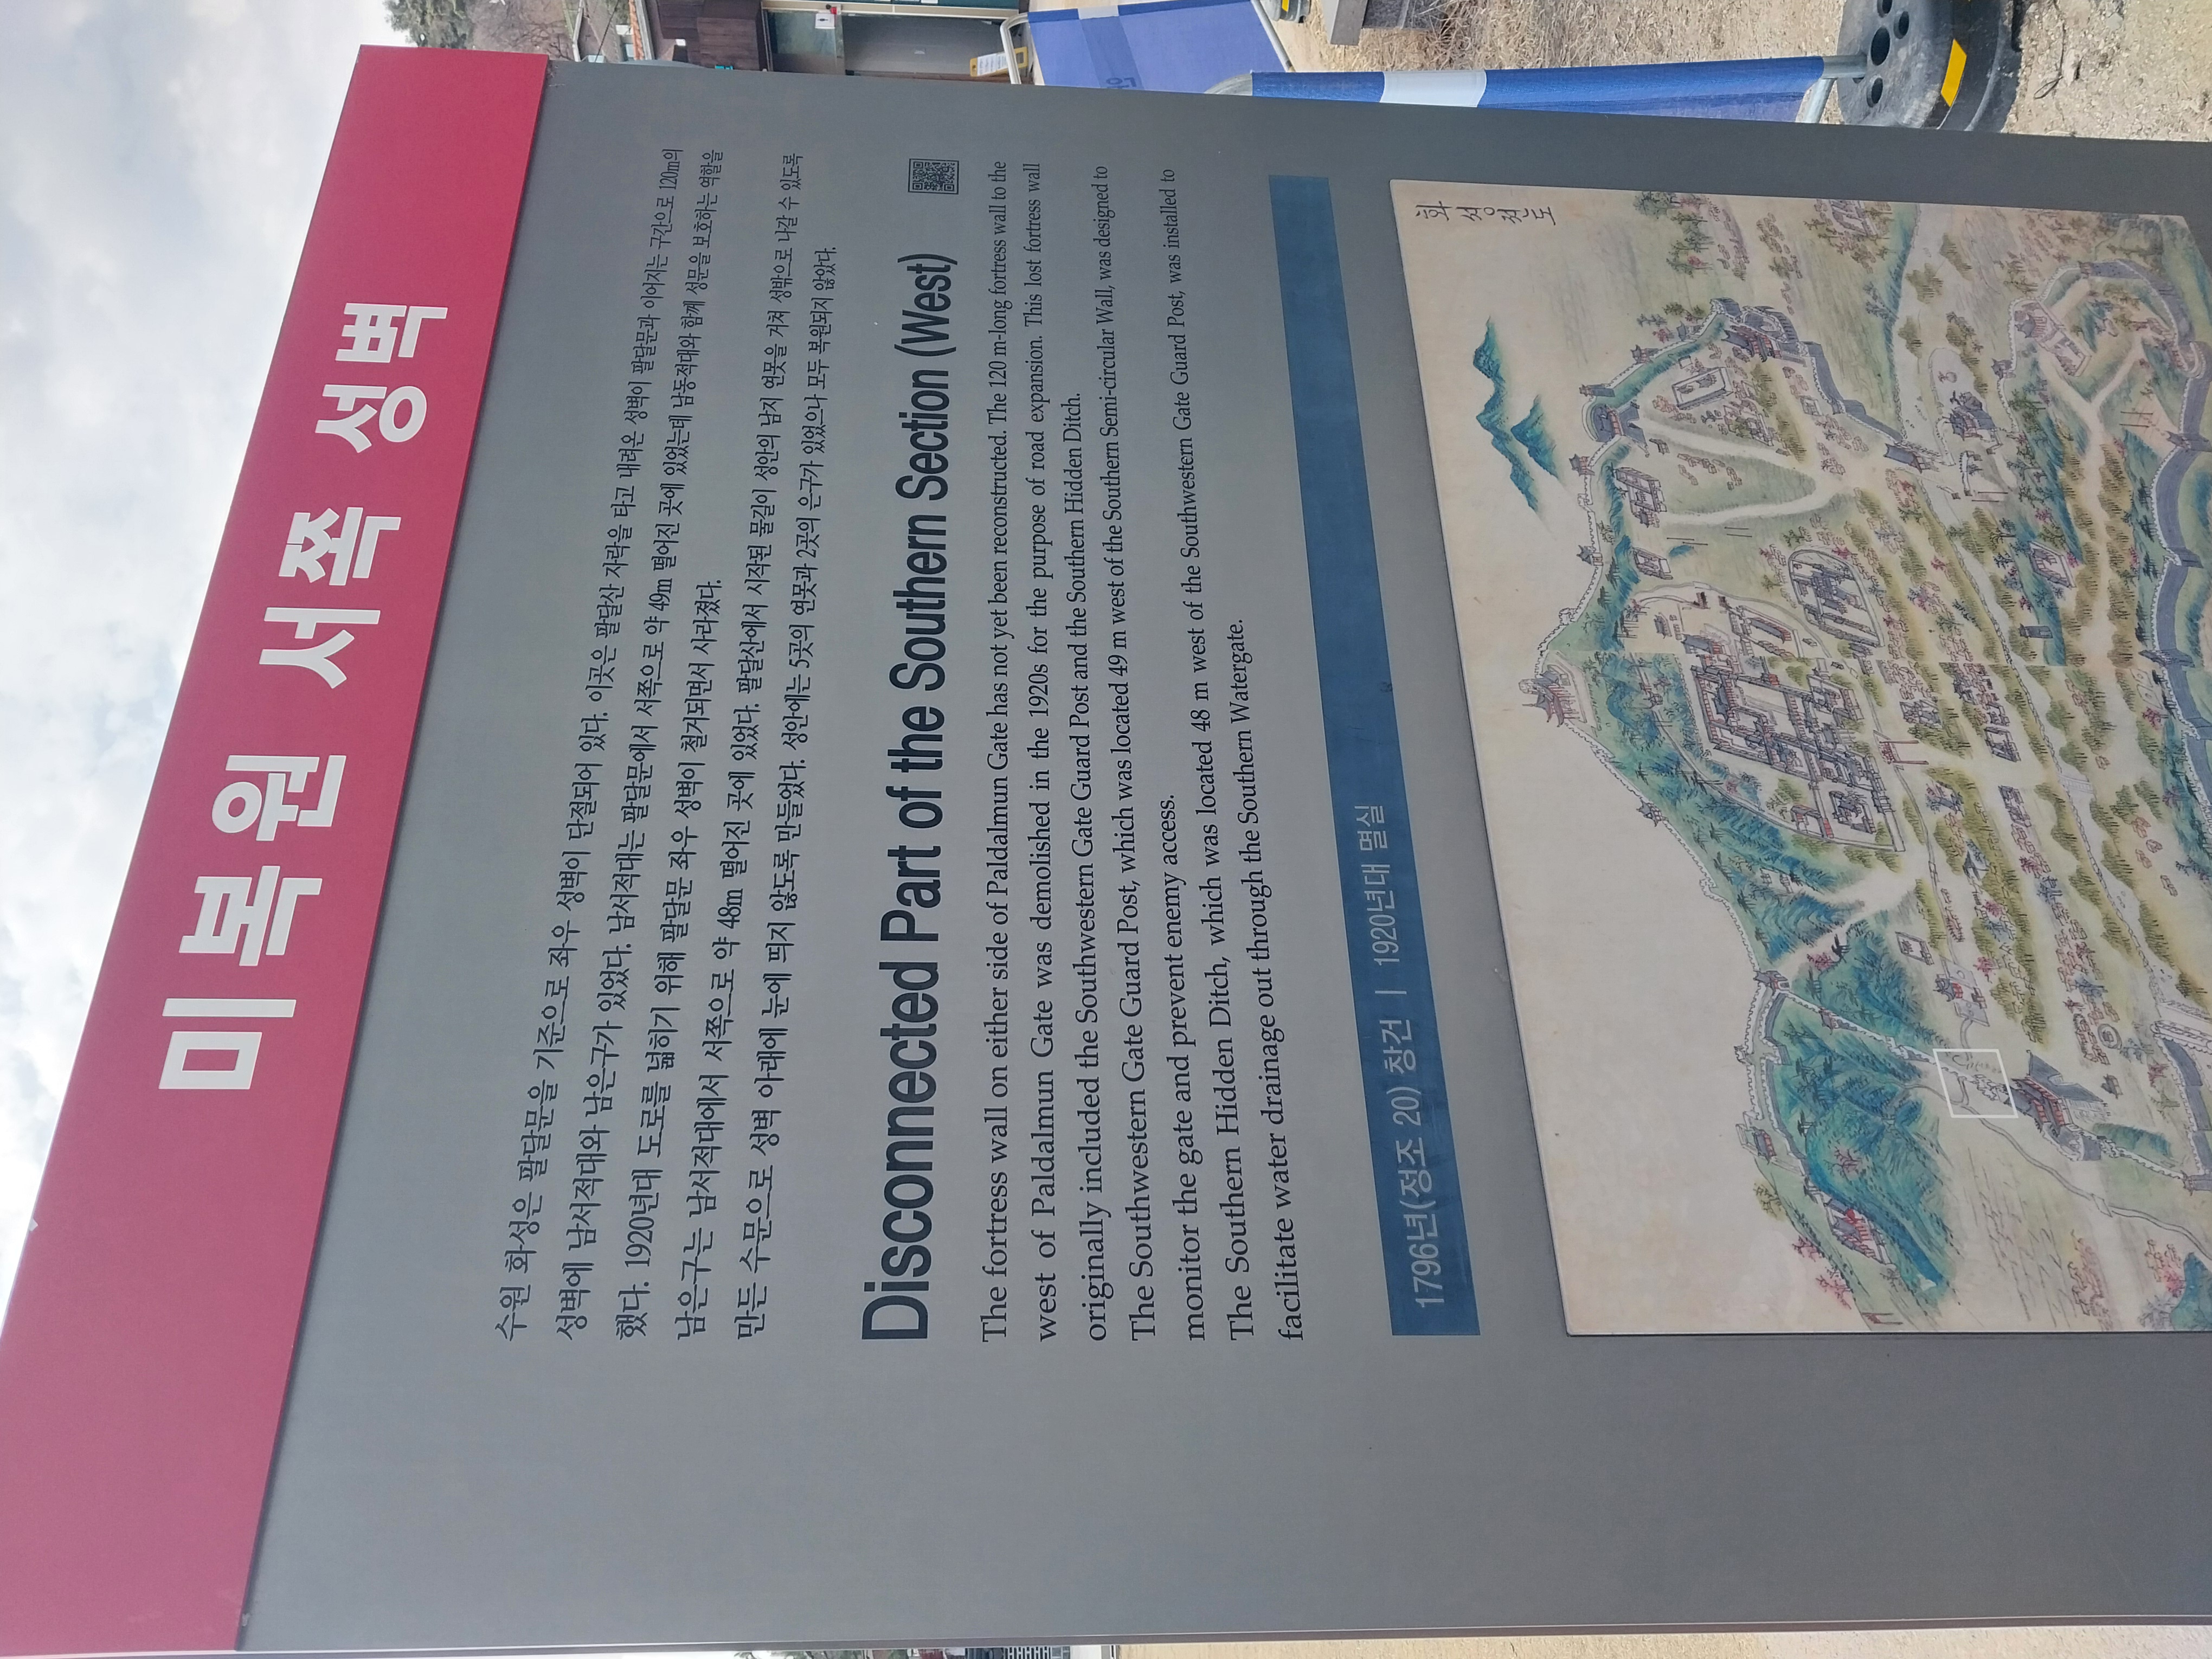 미복원 서쪽 성벽
수원 화성은 팔달문을 기준으로 좌우 성벽이 단절되어 있다. 이곳은 팔달산 자락을 타고 내려온 성벽이 팔달문과 이어지는 구간으로 120m의
성벽에 남서적대와 남은구가 있었다. 남서적대는 팔달문에서 서쪽으로 약 49m 떨어진 곳에 있었는데 남동적대와 함께 성문을 보호하는 역할을
했다. 1920년대 도로를 넓히기 위해 팔달문 좌우 성벽이 철거되면서 사라졌다.
남은구는 남서적대에서 서쪽으로 약 48m 떨어진 곳에 있었다. 팔달산에서 시작된 물길이 성안의 남지 연못을 거쳐 성밖으로 나갈 수 있도록
만든 수문으로 성벽 아래에 눈에 띄지 않도록 만들었다. 성안에는 5곳의 연못과 2곳의 은구가 있었으나 모두 복원되지 않았다.
Disconnected Part of the Southern Section (West)
The fortress wall on either side of Paldalmun Gate has not yet been reconstructed. The 120 m-long fortress wall to the
west of Paldalmun Gate was demolished in the 1920s for the purpose of road expansion. This lost fortress wall
originally included the Southwestern Gate Guard Post and the Southern Hidden Ditch.
The Southwestern Gate Guard Post, which was located 49 m west of the Southern Semi-circular Wall, was designed to
monitor the gate and prevent enemy access.
The Southern Hidden Ditch, which was located 48 m west of the Southwestern Gate Guard Post, was installed to
facilitate water drainage out through the Southern Watergate.
1796년(정조 20) 창건 | 1920년대 멸실
화성전도